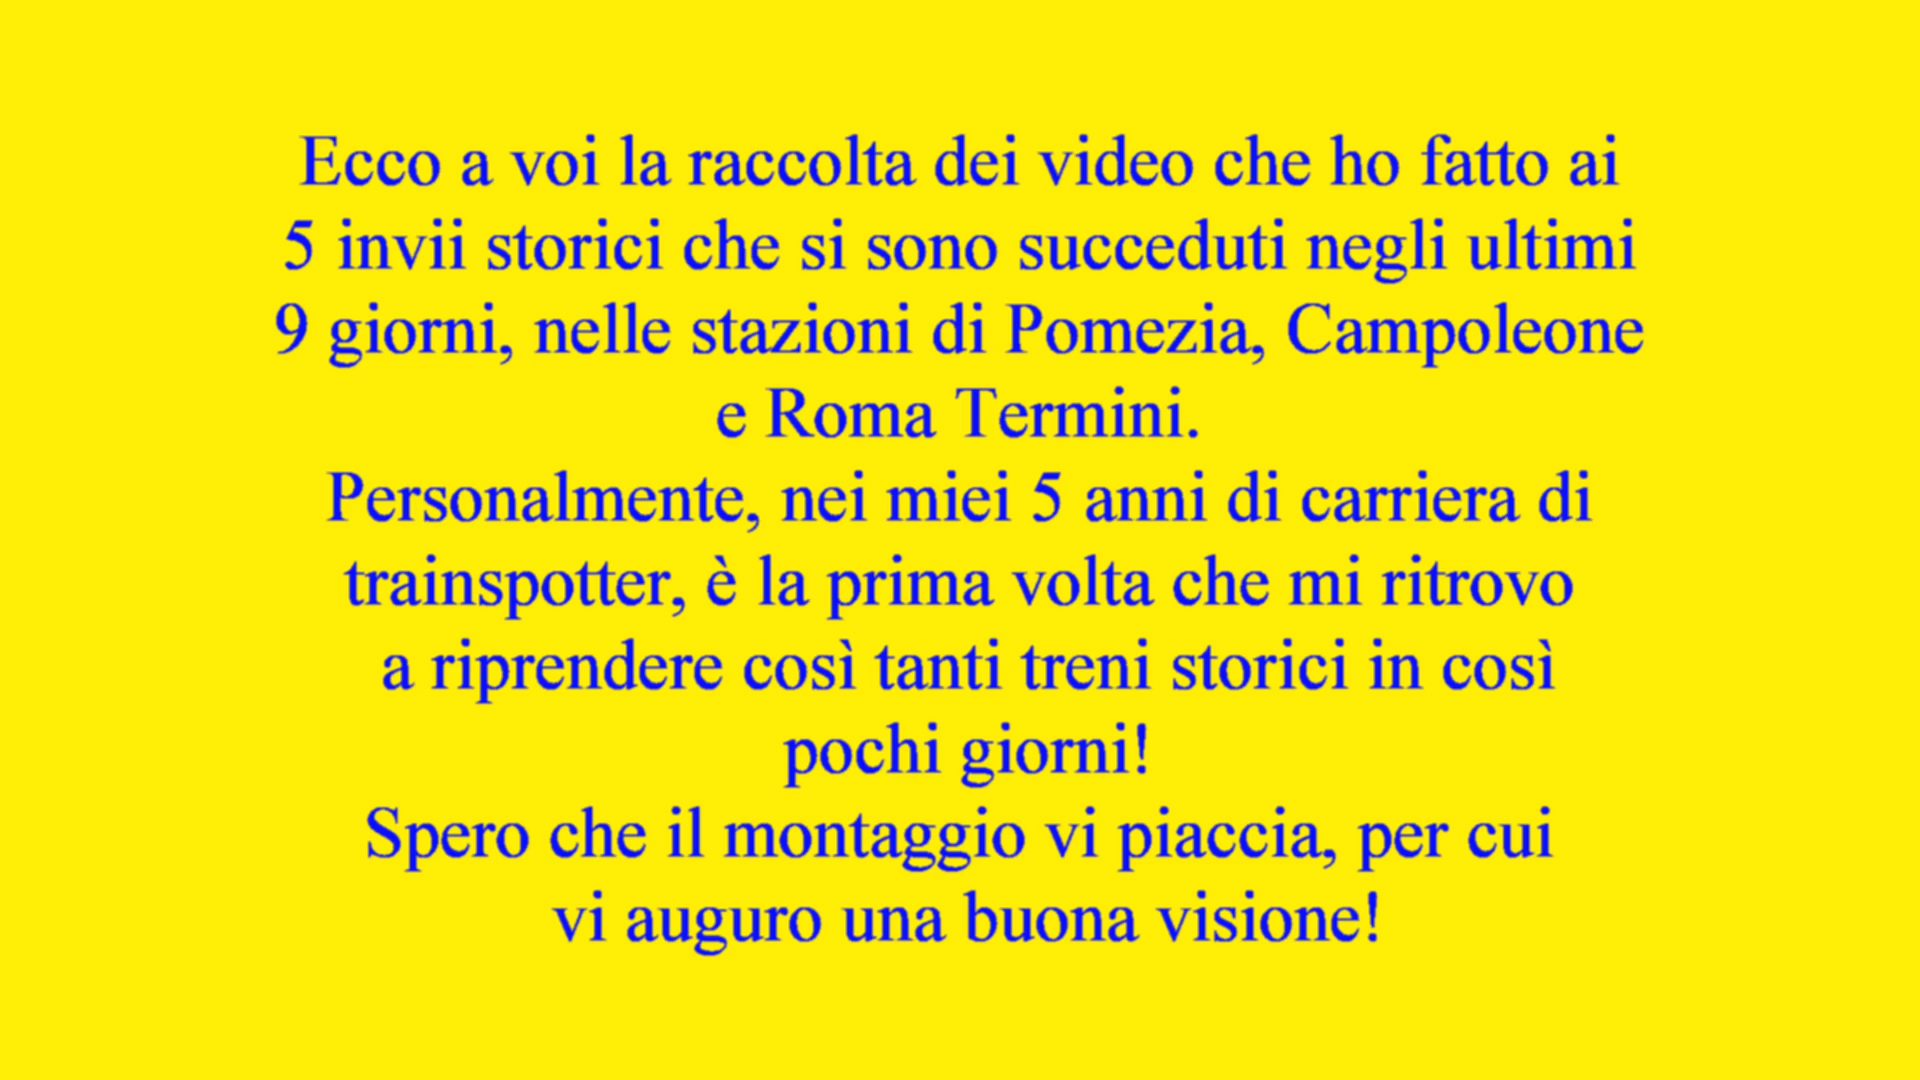 Ecco a voi la raccolta dei video che ho fatto ai
5 invii storici che si sono succeduti negli ultimi
9 giorni, nelle stazioni di Pomezia, Campoleone
e Roma Termini.
Personalmente, nei miei 5 anni di carriera di
trainspotter, è la prima volta che mi ritrovo
a riprendere così tanti treni storici in così
pochi giorni!
Spero che il montaggio vi piaccia, per cui
vi auguro una buona visione!